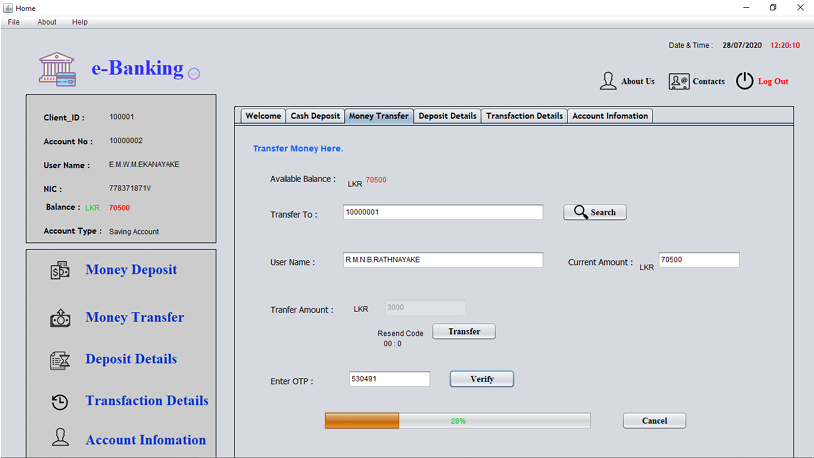 Home
File About Help
Date & Time : 28/07/2020 12:20:10
e-Banking
About Us Contacts Log Out
Client_ID : 100001
Account No : 10000002
User Name : E.M.W.M.EKANAYAKE
NIC : 778371871V
Balance : LKR 70500
Account Type : Saving Account
Money Deposit
Money Transfer
Deposit Details
Transfaction Details
Account Infomation
Welcome Cash Deposit Money Transfer Deposit Details Transfaction Details Account Infomation
Transfer Money Here.
Available Balance : LKR 70500
Transfer To : 10000001 Search
User Name : R.M.N.B.RATHNAYAKE Current Amount : LKR 70500
Tranfer Amount : LKR 3000
Resend Code Transfer
00 : 0
Enter OTP : 530491 Verify
28% Cancel